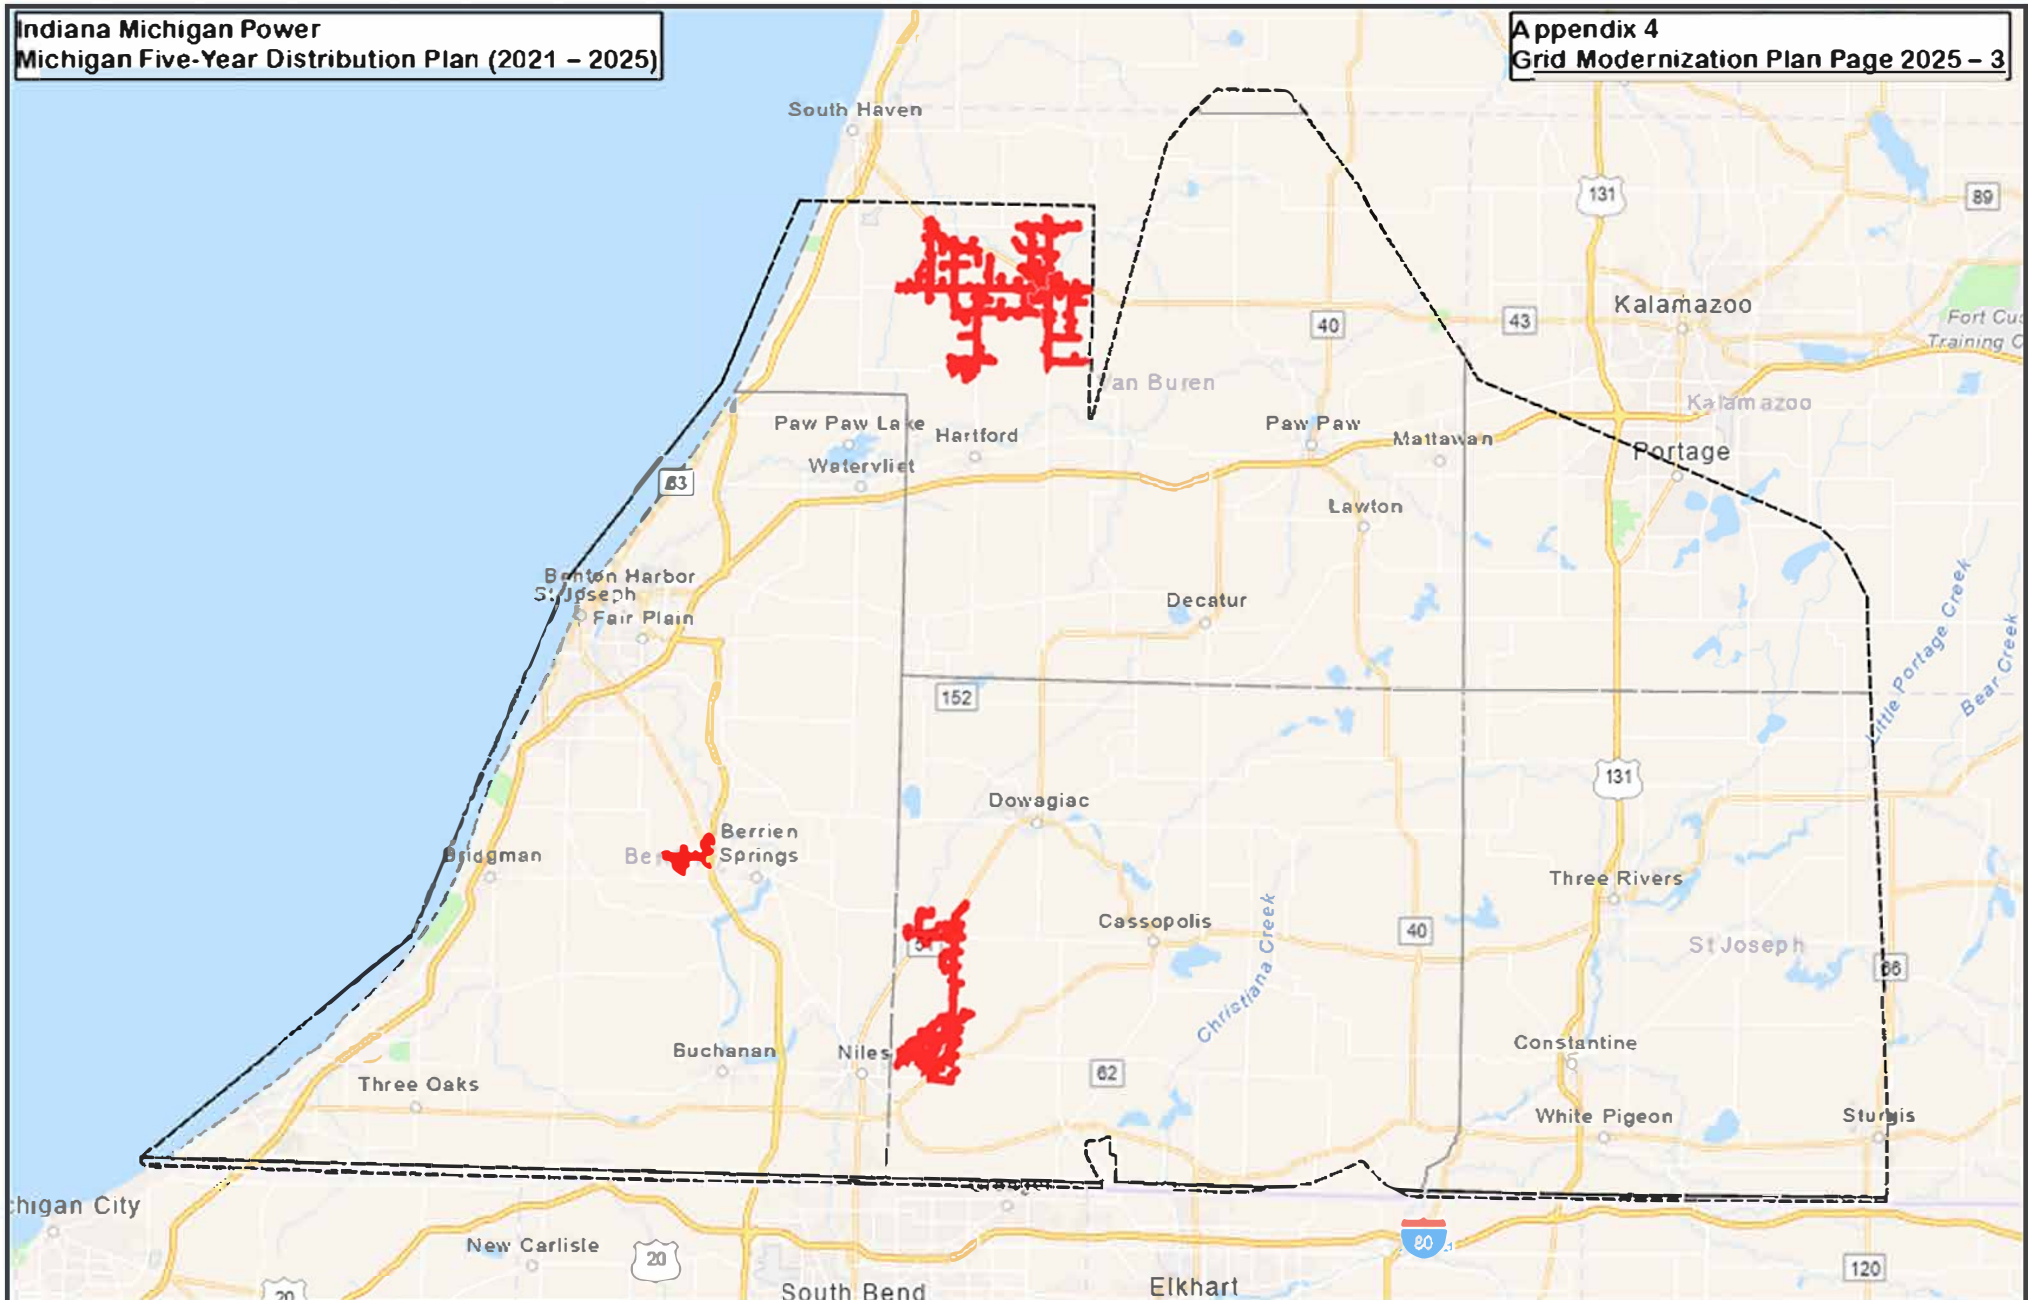 Indiana Michigan Power
Michigan Five-Year Distribution Plan (2021 – 2025)
Appendix 4
Grid Modernization Plan Page 2025 – 3
South Haven
131
89
Kalamazoo
40
43
Fort Cus
Training C
an Buren
Kalamazoo
Paw Paw Lake
Hartford
Paw Paw
Mattawan
Portage
Watervliet
63
Lawton
Benton Harbor
St Joseph
Fair Plain
Decatur
Little Portage Creek
Bear Creek
152
131
Dowagiac
Berrien
Springs
Bridgman
Ber
Three Rivers
Cassopolis
40
Christiana Creek
St Joseph
66
Constantine
Buchanan
Niles
62
Three Oaks
White Pigeon
Sturgis
chigan City
New Carlisle
20
80
120
20
South Bend
Elkhart